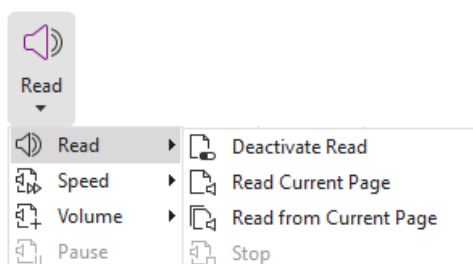 Read
Read Deactivate Read
Speed Read Current Page
Volume Read from Current Page
Pause Stop